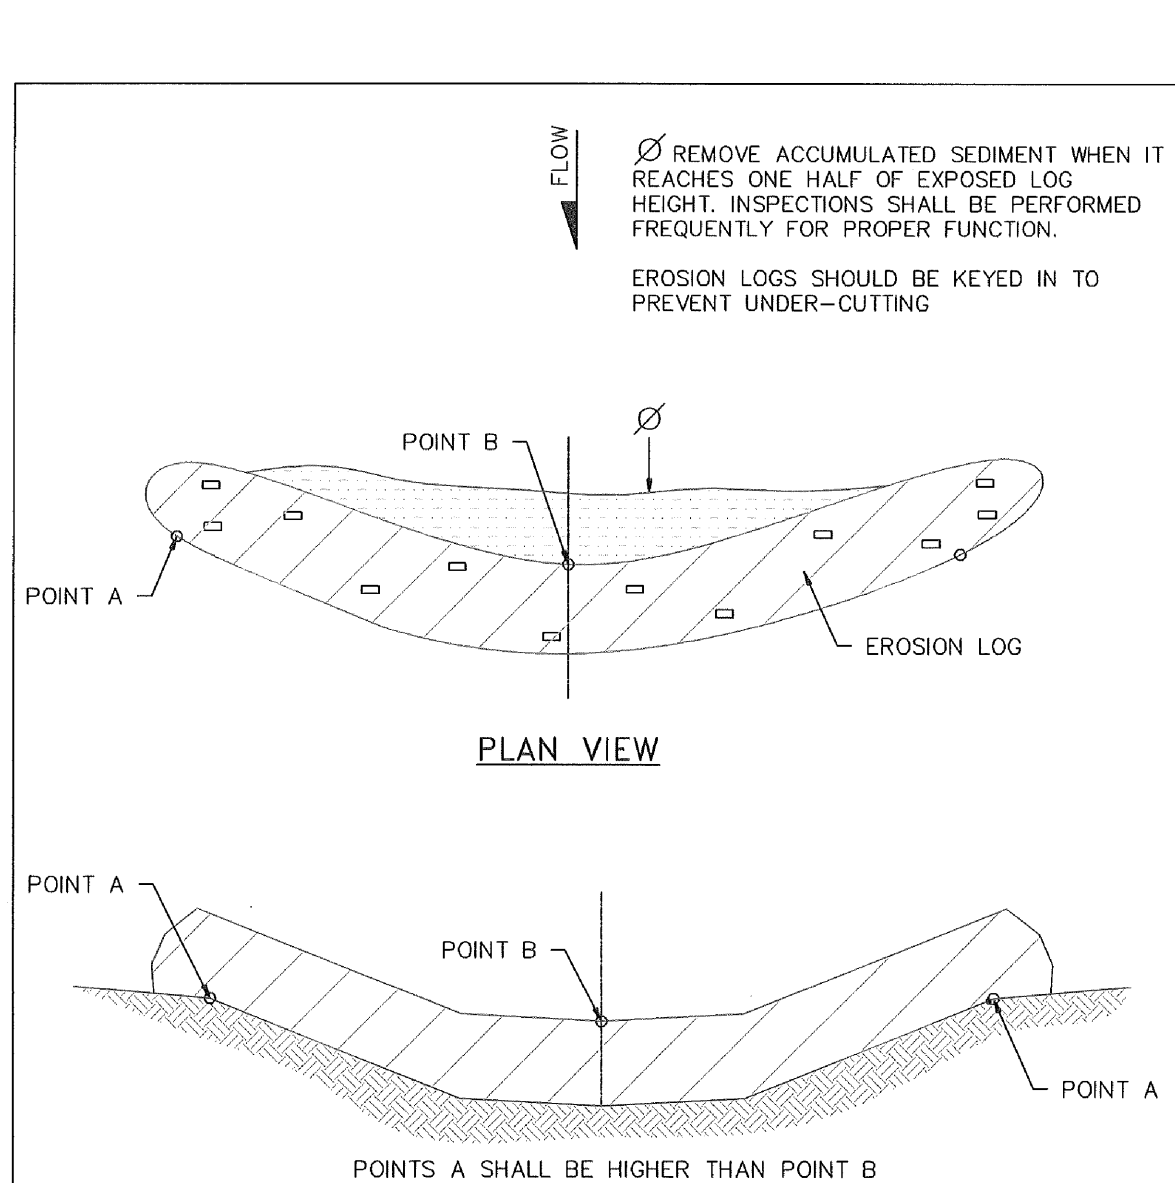 FLOW
Ø REMOVE ACCUMULATED SEDIMENT WHEN IT
REACHES ONE HALF OF EXPOSED LOG
HEIGHT. INSPECTIONS SHALL BE PERFORMED
FREQUENTLY FOR PROPER FUNCTION.
EROSION LOGS SHOULD BE KEYED IN TO
PREVENT UNDER-CUTTING
Ø
POINT B
POINT A
EROSION LOG
PLAN VIEW
POINT A
POINT B
POINT A
POINTS A SHALL BE HIGHER THAN POINT B